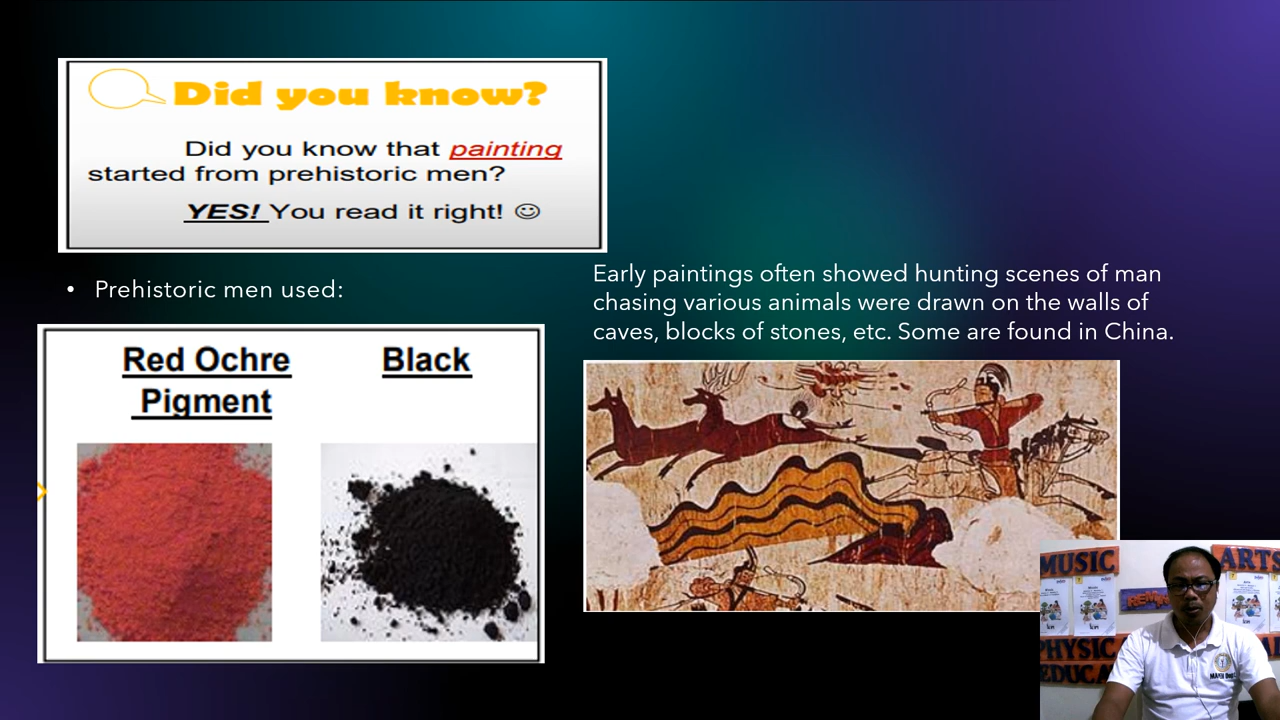 Did you know?
Did you know that painting
started from prehistoric men?
YES! You read it right! ☺
• Prehistoric men used:
Red Ochre
Pigment
Black
Early paintings often showed hunting scenes of man
chasing various animals were drawn on the walls of
caves, blocks of stones, etc. Some are found in China.
MUSIC
ARTS
PHYSIC
EDUCA